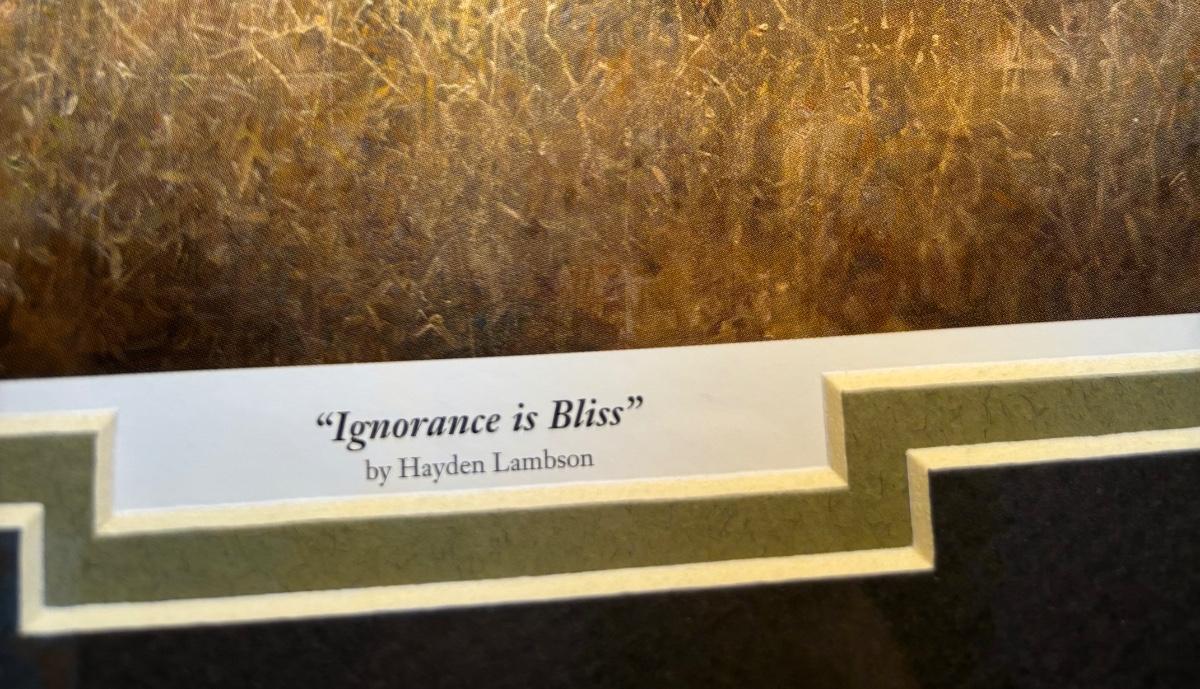 “Ignorance is Bliss”
by Hayden Lambson